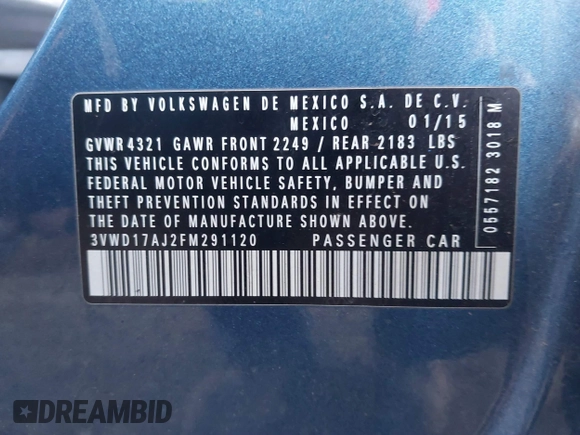 MFD BY VOLKSWAGEN DE MEXICO S.A. DE C.V.
MEXICO 01/15
GVWR 4321 GAWR FRONT 2249 / REAR 2183 LBS
THIS VEHICLE CONFORMS TO ALL APPLICABLE U.S.
FEDERAL MOTOR VEHICLE SAFETY, BUMPER AND
THEFT PREVENTION STANDARDS IN EFFECT ON
THE DATE OF MANUFACTURE SHOWN ABOVE.
3VWD17AJ2FM291120 PASSENGER CAR
0557182 3018 M
DREAMBID